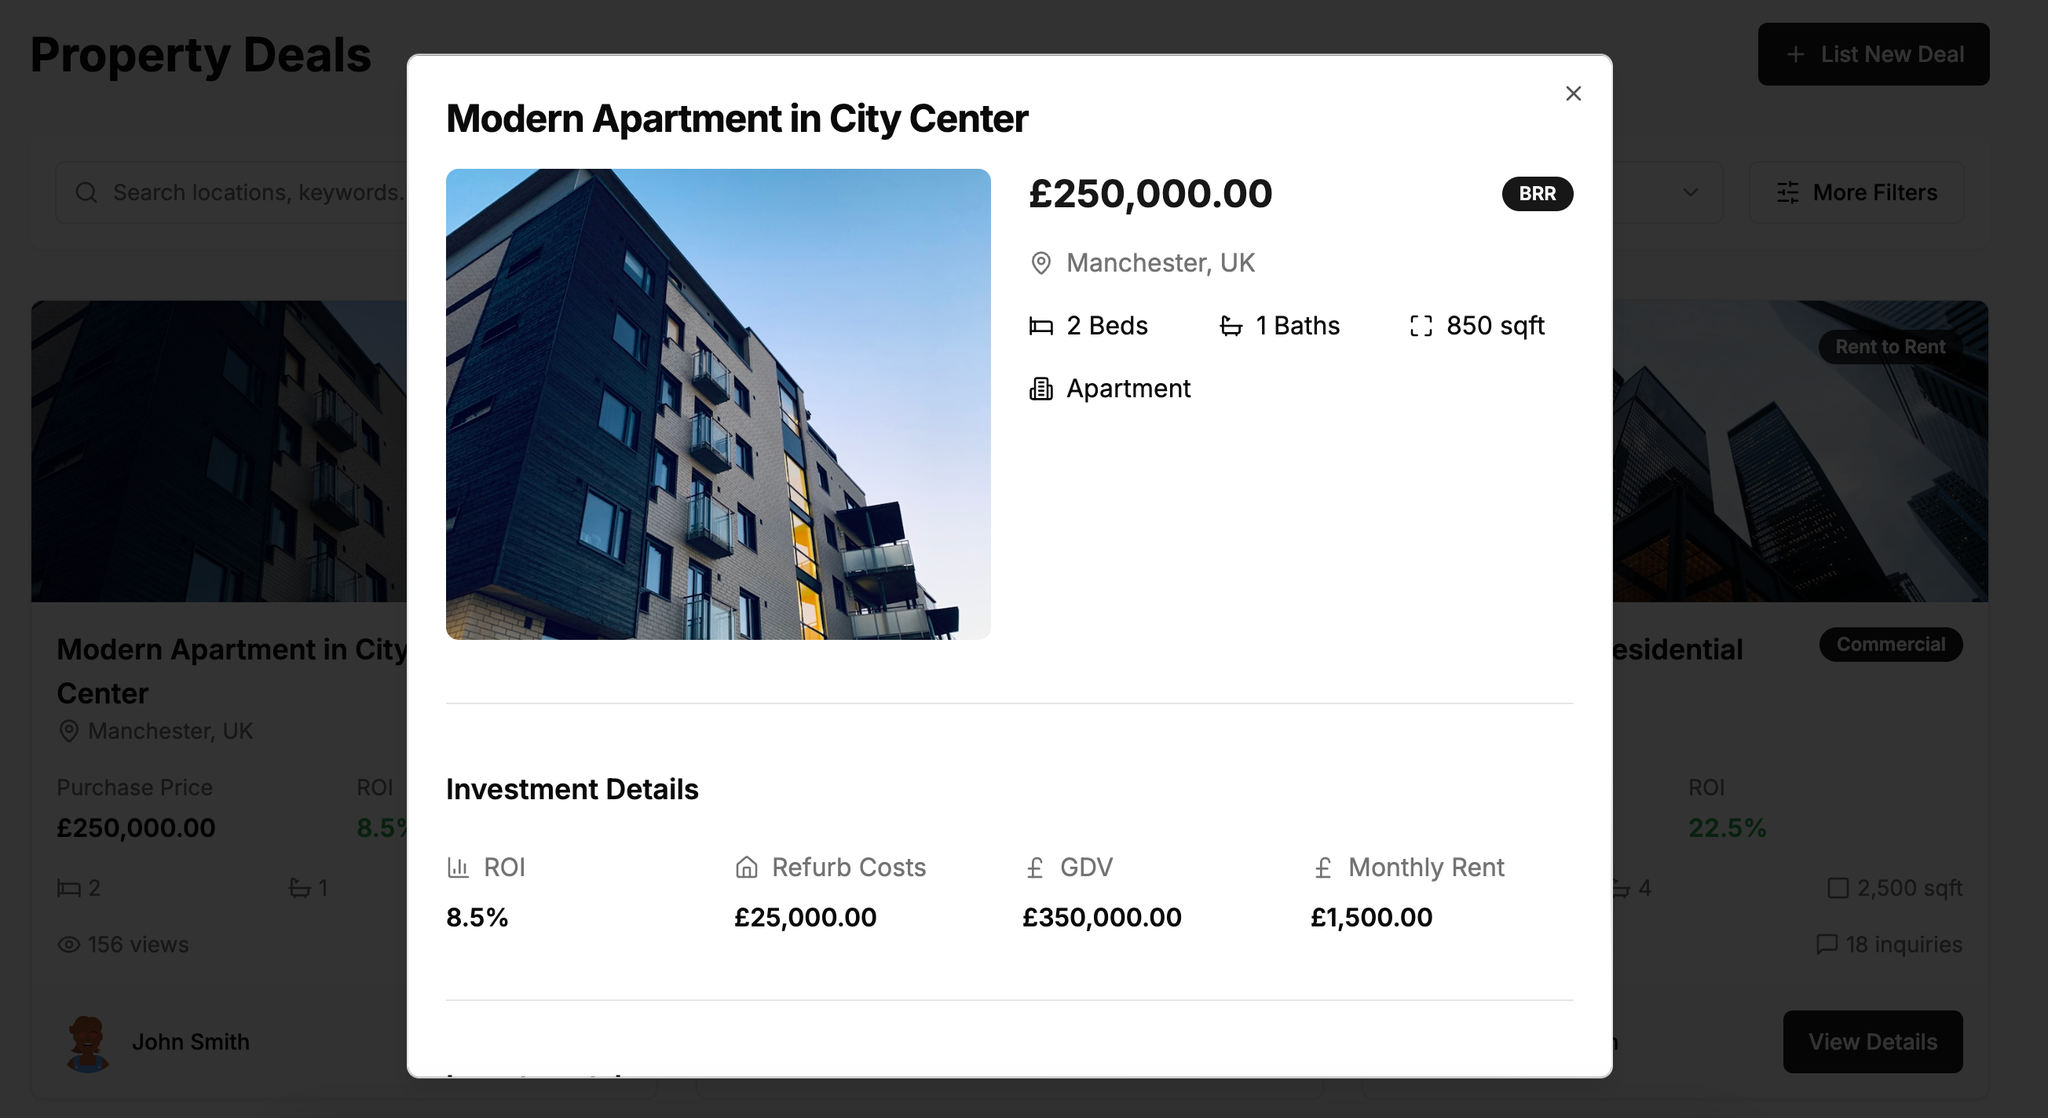 Property Deals
+ List New Deal
Search locations, keywords.
More Filters
Modern Apartment in City Center
£250,000.00
BRR
Manchester, UK
2 Beds
1 Baths
850 sqft
Apartment
Investment Details
ROI
Refurb Costs
GDV
Monthly Rent
8.5%
£25,000.00
£350,000.00
£1,500.00
Modern Apartment in City
Center
Manchester, UK
Purchase Price
ROI
£250,000.00
8.5%
2
1
156 views
John Smith
Rent to Rent
esidential
Commercial
ROI
22.5%
4
2,500 sqft
18 inquiries
View Details